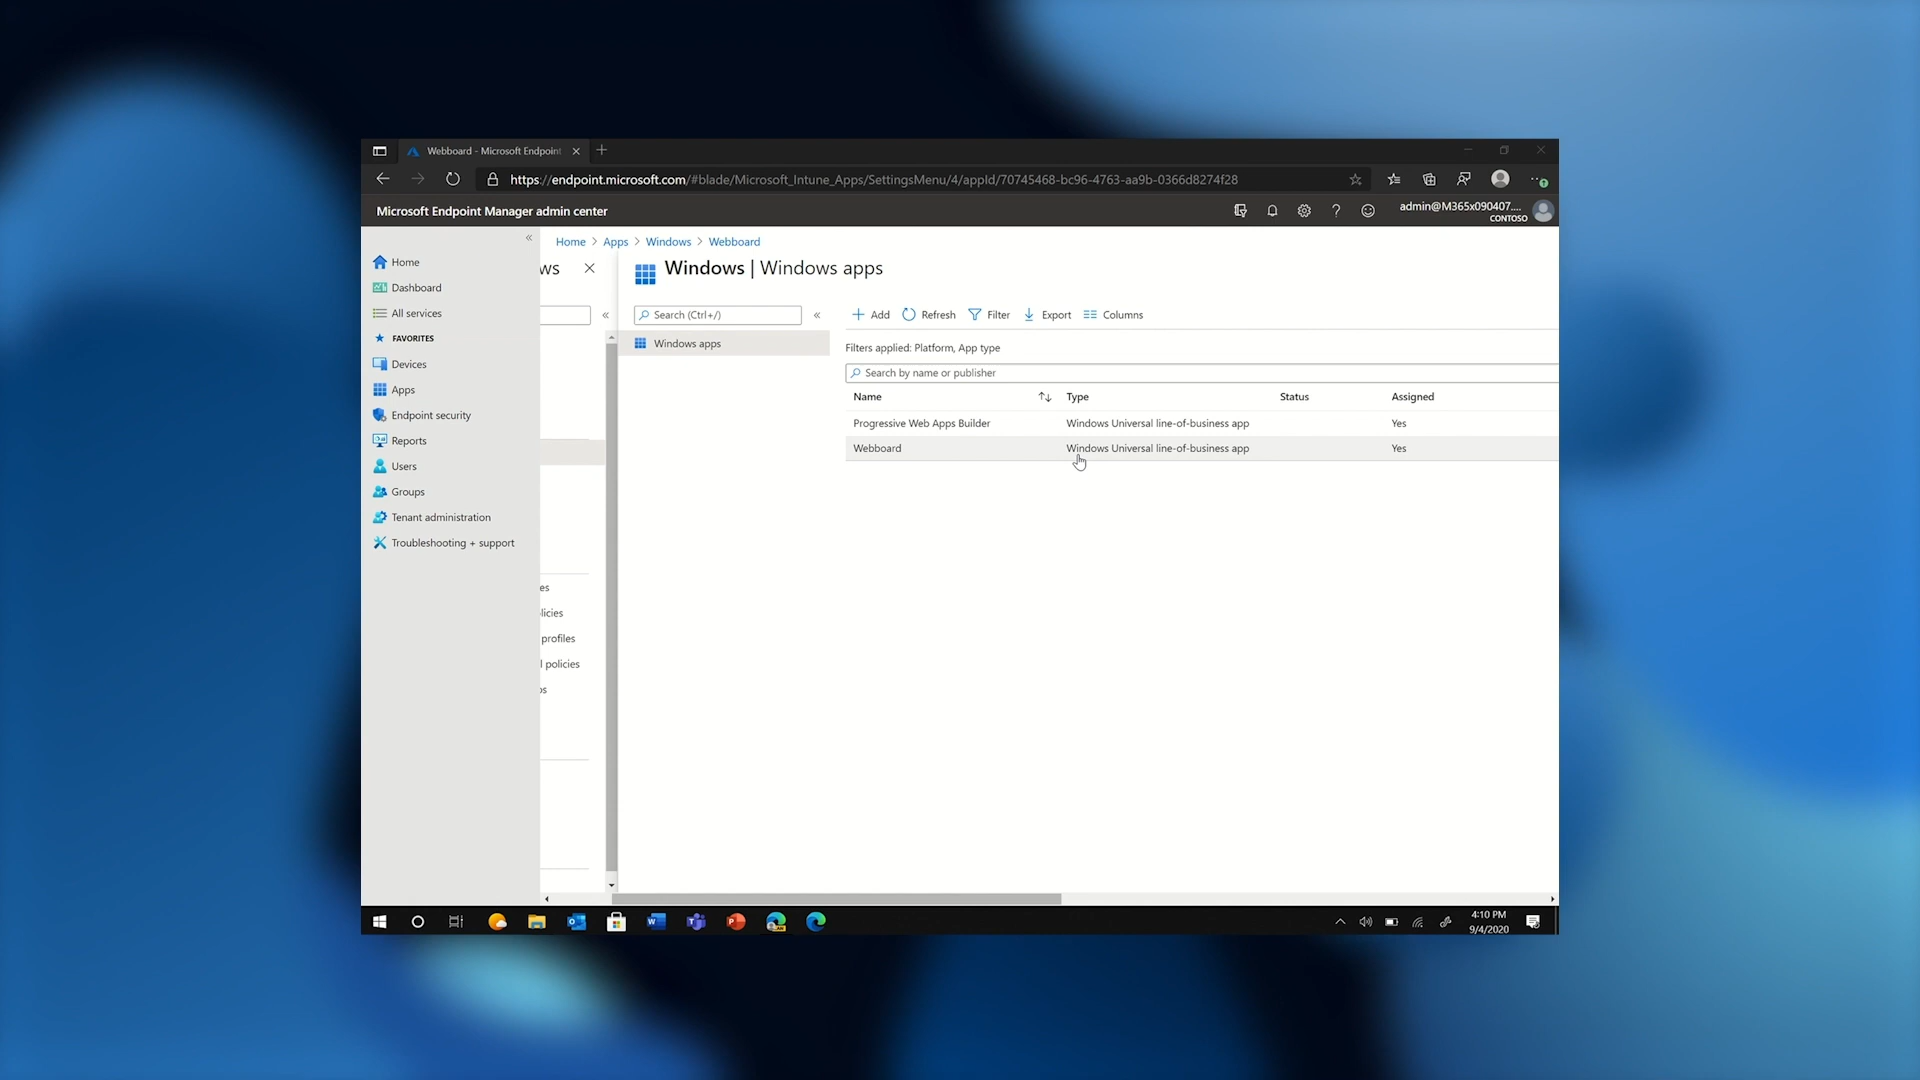 Webboard - Microsoft Endpoint
https://endpoint.microsoft.com/#blade/Microsoft_Intune_Apps/SettingsMenu/4/appId/70745468-bc96-4763-aa9b-0366d8274f28
Microsoft Endpoint Manager admin center
admin@M365x090407....
CONTOSO
Home > Apps > Windows > Webboard
Home
Dashboard
All services
FAVORITES
Devices
Apps
Endpoint security
Reports
Users
Groups
Tenant administration
Troubleshooting + support
ws
es
licies
profiles
l policies
ps
Windows | Windows apps
Search (Ctrl+/)
Windows apps
Add Refresh Filter Export Columns
Filters applied: Platform, App type
Search by name or publisher
Name Type Status Assigned
Progressive Web Apps Builder Windows Universal line-of-business app Yes
Webboard Windows Universal line-of-business app Yes
4:10 PM
9/4/2020